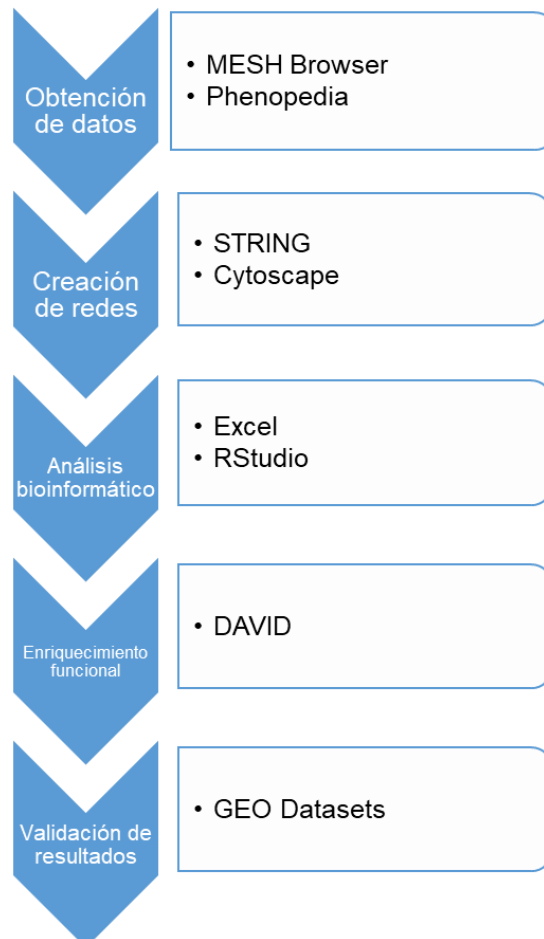 Obtención
de datos
• MESH Browser
• Phenopedia
Creación
de redes
• STRING
• Cytoscape
Análisis
bioinformático
• Excel
• RStudio
Enriquecimiento
funcional
• DAVID
Validación de
resultados
• GEO Datasets